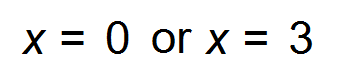 x = 0 or x = 3